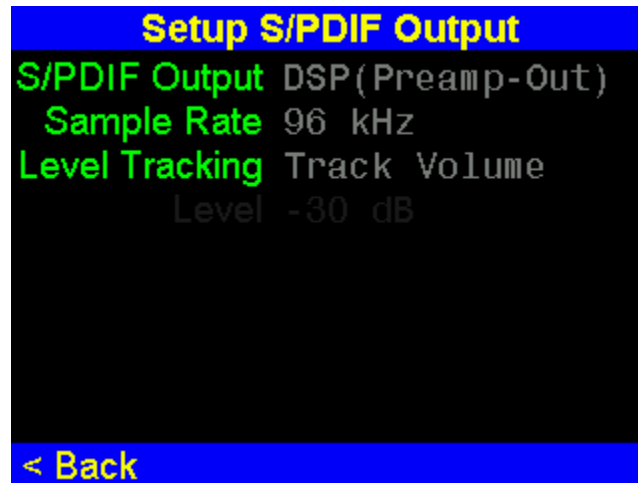 Setup S/PDIF Output
S/PDIF Output DSP(Preamp-Out)
Sample Rate 96 kHz
Level Tracking Track Volume
Level -30 dB
< Back